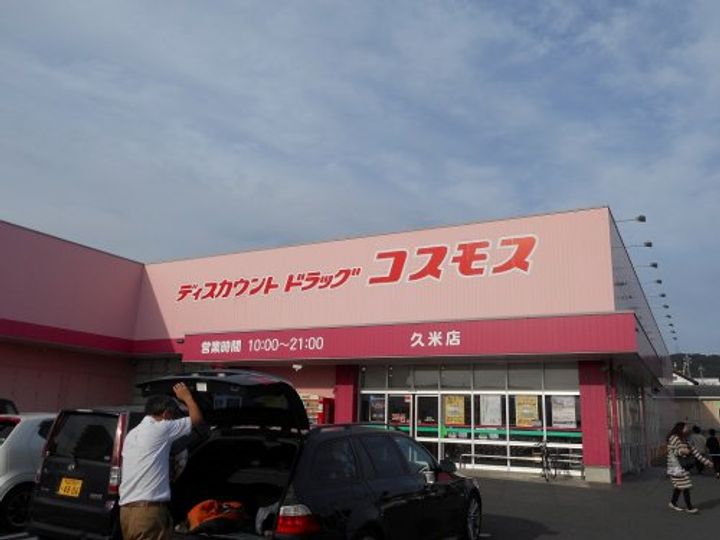 ディスカウント ドラッグ コスモス
営業時間 10:00～21:00 久米店